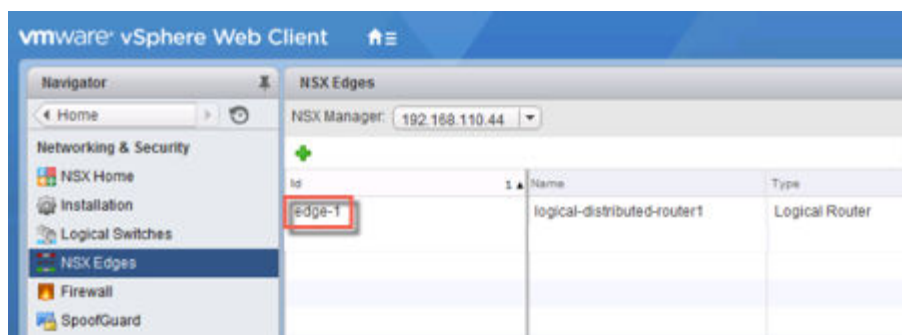 vmware® vSphere Web Client
Navigator
Home
Networking & Security
NSX Home
Installation
Logical Switches
NSX Edges
Firewall
SpoofGuard
NSX Edges
NSX Manager: 192.168.110.44
Id 1 Name Type
edge-1 logical-distributed-router1 Logical Router